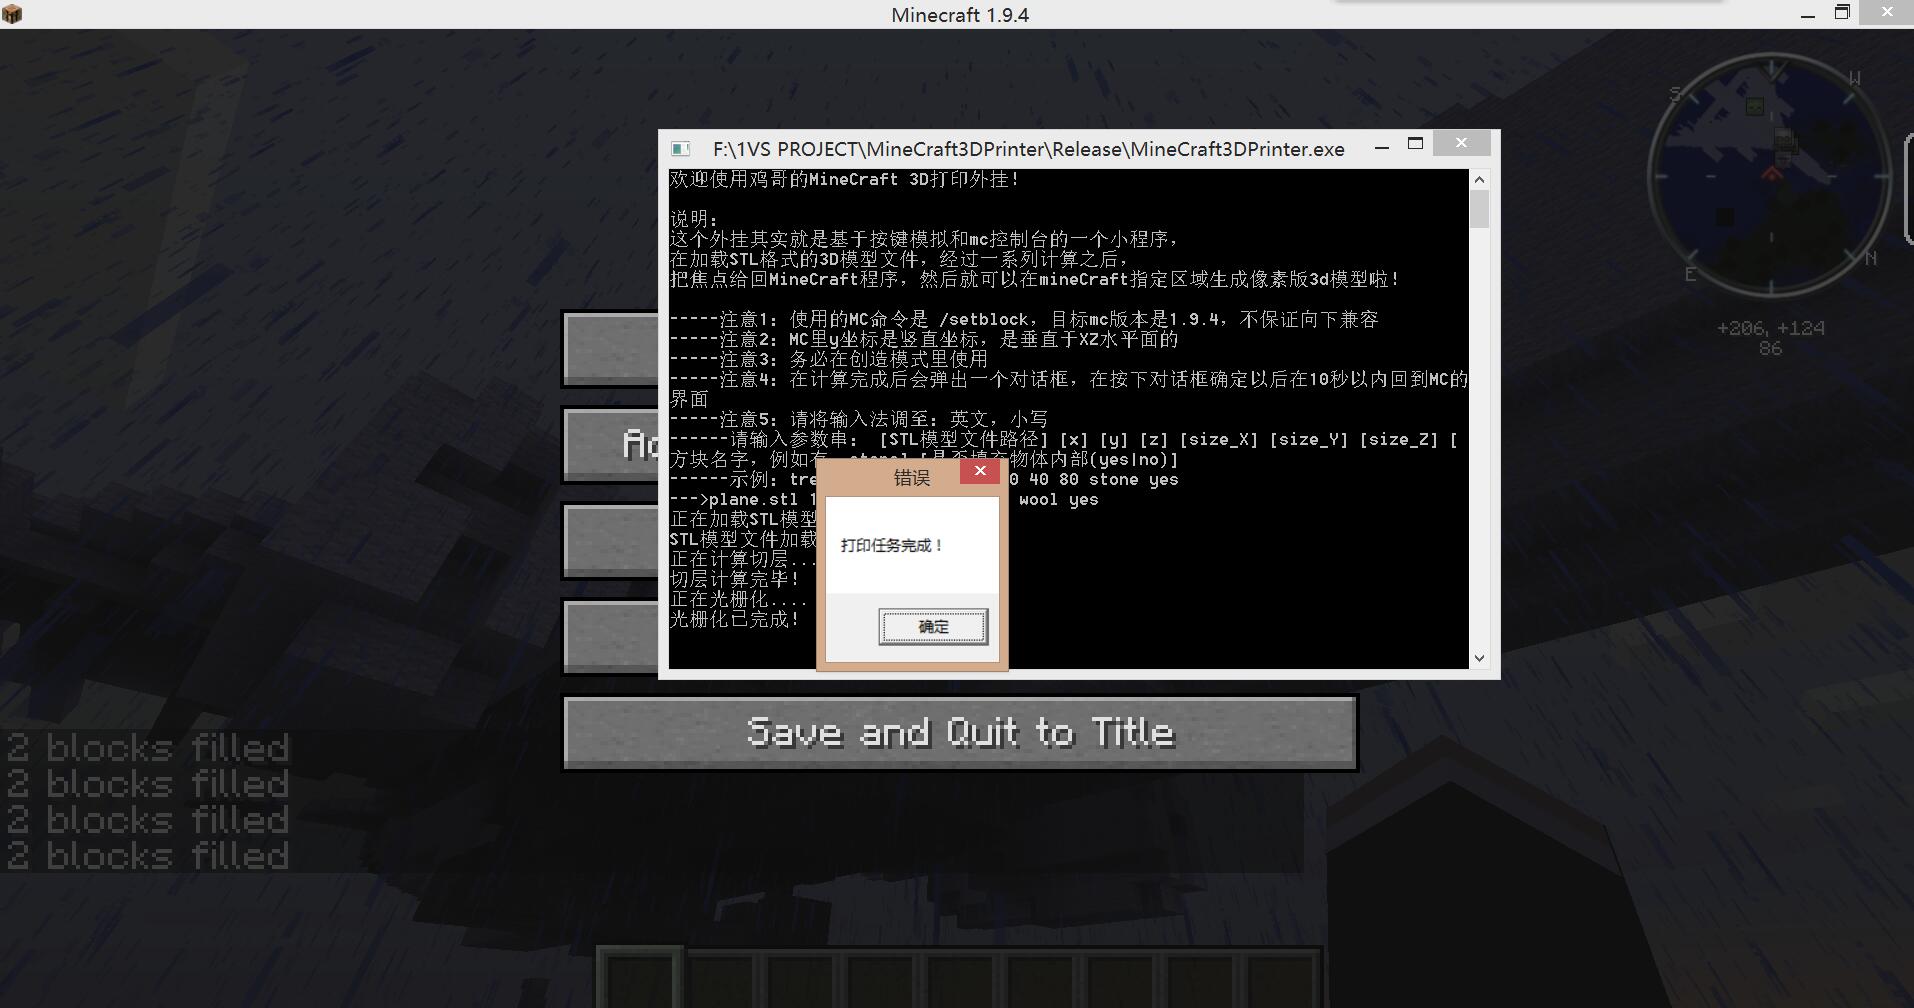 Minecraft 1.9.4
F:\1VS PROJECT\MineCraft3DPrinter\Release\MineCraft3DPrinter.exe
欢迎使用鸡哥的MineCraft 3D打印外挂!
说明:
这个外挂其实就是基于按键模拟和mc控制台的一个小程序,
在加载STL格式的3D模型文件, 经过一系列计算之后,
把焦点给回MineCraft程序, 然后就可以在mineCraft指定区域生成像素版3d模型啦!
-----注意1: 使用的MC命令是 /setblock, 目标mc版本是1.9.4, 不保证向下兼容
-----注意2: MC里y坐标是竖直坐标, 是垂直于XZ水平面的
-----注意3: 务必在创造模式里使用
-----注意4: 在计算完成后会弹出一个对话框, 在按下对话框确定以后在10秒以内回到MC的
界面
-----注意5: 请将输入法调至: 英文, 小写
------请输入参数串: [STL模型文件路径] [x] [y] [z] [size_X] [size_Y] [size_Z] [
方块名字, 例如有 物体内部(yes|no)]
------示例: tre 0 40 80 stone yes
--->plane.stl 1 wool yes
正在加载STL模型
STL模型文件加载
正在计算切层...
切层计算完毕!
正在光栅化....
光栅化已完成!
错误
打印任务完成!
确定
S
W
E
N
+206, +124
86
Ad
Save and Quit to Title
2 blocks filled
2 blocks filled
2 blocks filled
2 blocks filled